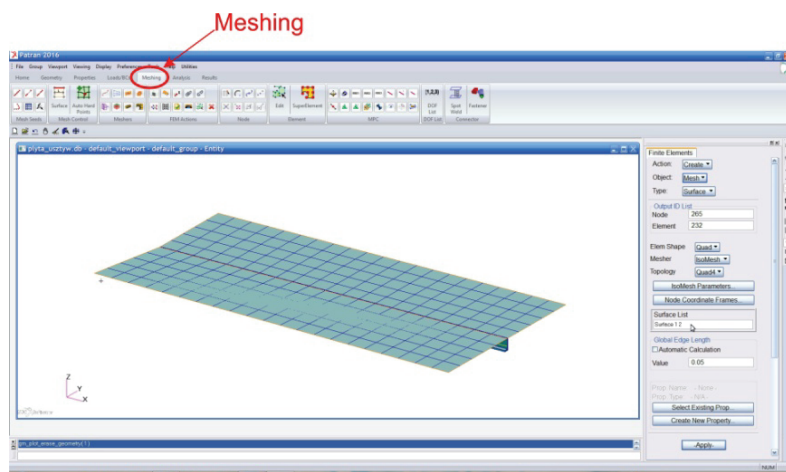 Meshing
Patran 2016
File Group Viewport Viewing Display Preferences Help Utilities
Home Geometry Properties Loads/BCs Meshing Analysis Results
Surface Auto Hard Points Edit SuperElement DOF List Spot Weld Fastener
Mesh Seeds Mesh Control Meshes FEM Actions Node Element MPC DOF List Connector
plyta_usztyw.db - default_viewport - default_group - Entity
Finite Elements
Action: Create
Object: Mesh
Type: Surface
Output ID List
Node 265
Element 232
Elem Shape Quad
Mesher IsoMesh
Topology Quad4
IsoMesh Parameters...
Node Coordinate Frames...
Surface List
Surface 1 2
Global Edge Length
Automatic Calculation
Value 0.05
Prop. Name: - None -
Prop. Type: - N/A -
Select Existing Prop...
Create New Property...
-Apply-
Z
Y
X
NUM